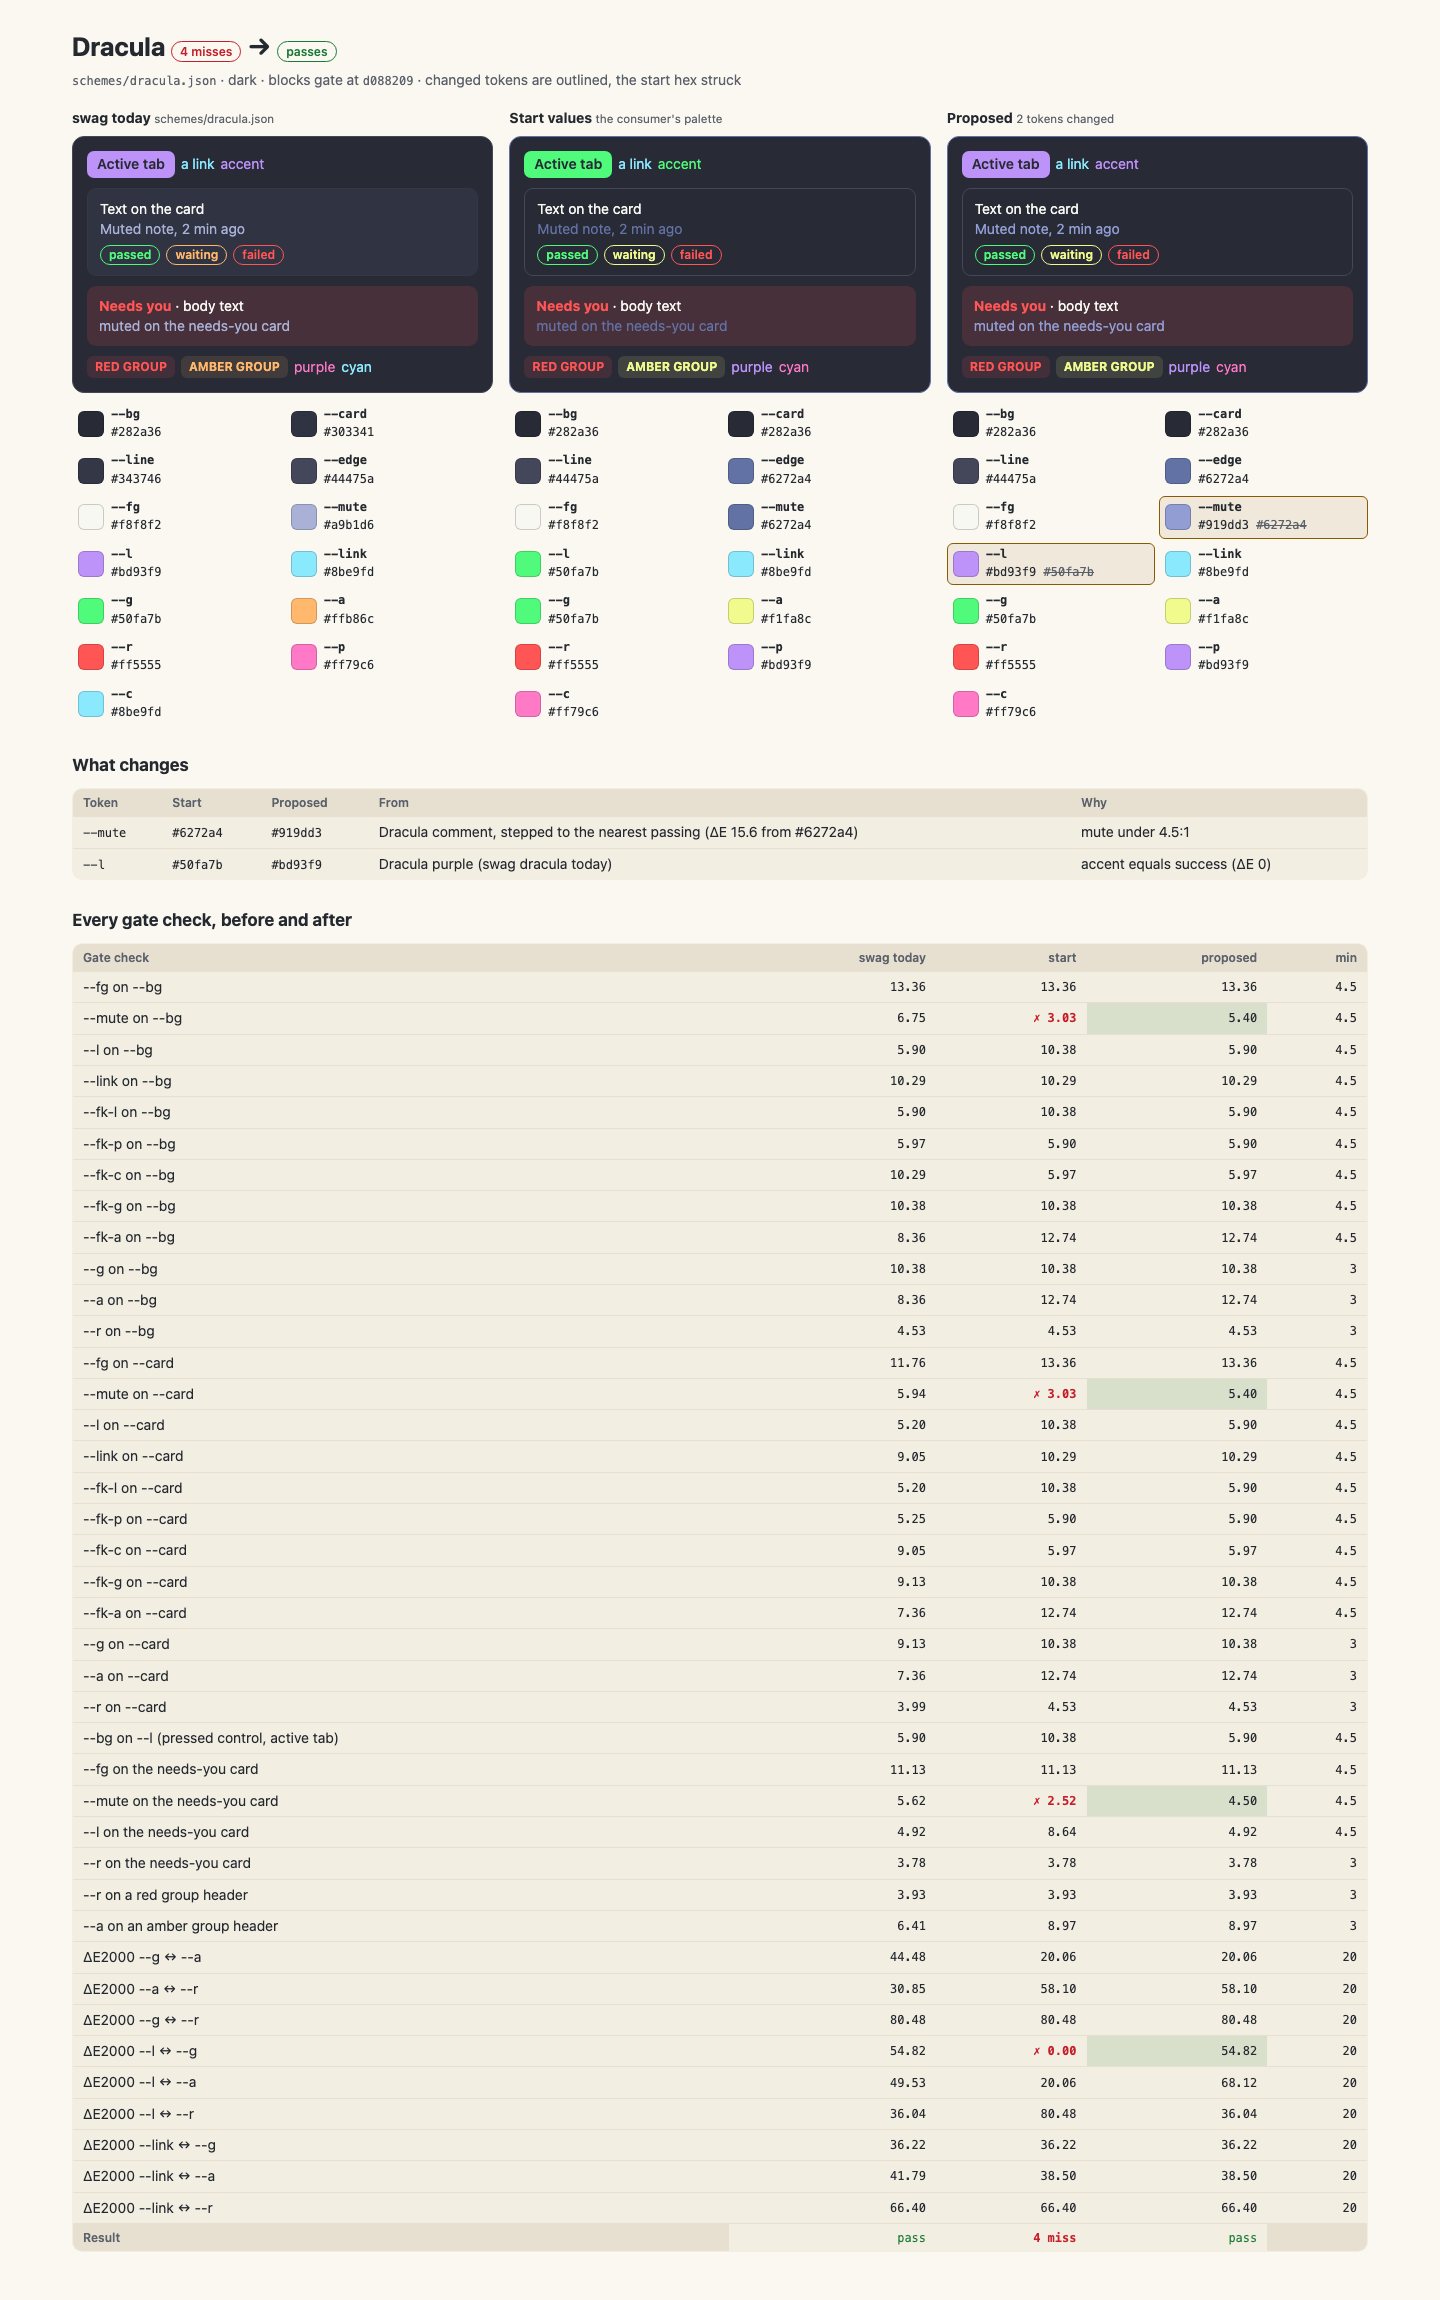 Dracula 4 misses → passes
schemes/dracula.json · dark · blocks gate at d088209 · changed tokens are outlined, the start hex struck
swag today schemes/dracula.json
Active tab a link accent
Text on the card
Muted note, 2 min ago
passed waiting failed
Needs you · body text
muted on the needs-you card
RED GROUP AMBER GROUP purple cyan
--bg
#282a36
--card
#303341
--line
#343746
--edge
#44475a
--fg
#f8f8f2
--mute
#a9b1d6
--l
#bd93f9
--link
#8be9fd
--g
#50fa7b
--a
#ffb86c
--r
#ff5555
--p
#ff79c6
--c
#8be9fd
Start values the consumer's palette
Active tab a link accent
Text on the card
Muted note, 2 min ago
passed waiting failed
Needs you · body text
muted on the needs-you card
RED GROUP AMBER GROUP purple cyan
--bg
#282a36
--card
#282a36
--line
#44475a
--edge
#6272a4
--fg
#f8f8f2
--mute
#6272a4
--l
#50fa7b
--link
#8be9fd
--g
#50fa7b
--a
#f1fa8c
--r
#ff5555
--p
#bd93f9
--c
#ff79c6
Proposed 2 tokens changed
Active tab a link accent
Text on the card
Muted note, 2 min ago
passed waiting failed
Needs you · body text
muted on the needs-you card
RED GROUP AMBER GROUP purple cyan
--bg
#282a36
--card
#282a36
--line
#44475a
--edge
#6272a4
--fg
#f8f8f2
--mute
#919dd3 #6272a4
--l
#bd93f9 #50fa7b
--link
#8be9fd
--g
#50fa7b
--a
#f1fa8c
--r
#ff5555
--p
#bd93f9
--c
#ff79c6
What changes
Token Start Proposed From Why
--mute #6272a4 #919dd3 Dracula comment, stepped to the nearest passing (ΔE 15.6 from #6272a4) mute under 4.5:1
--l #50fa7b #bd93f9 Dracula purple (swag dracula today) accent equals success (ΔE 0)
Every gate check, before and after
Gate check swag today start proposed min
--fg on --bg 13.36 13.36 13.36 4.5
--mute on --bg 6.75 ✗ 3.03 5.40 4.5
--l on --bg 5.90 10.38 5.90 4.5
--link on --bg 10.29 10.29 10.29 4.5
--fk-l on --bg 5.90 10.38 5.90 4.5
--fk-p on --bg 5.97 5.90 5.90 4.5
--fk-c on --bg 10.29 5.97 5.97 4.5
--fk-g on --bg 10.38 10.38 10.38 4.5
--fk-a on --bg 8.36 12.74 12.74 4.5
--g on --bg 10.38 10.38 10.38 3
--a on --bg 8.36 12.74 12.74 3
--r on --bg 4.53 4.53 4.53 3
--fg on --card 11.76 13.36 13.36 4.5
--mute on --card 5.94 ✗ 3.03 5.40 4.5
--l on --card 5.20 10.38 5.90 4.5
--link on --card 9.05 10.29 10.29 4.5
--fk-l on --card 5.20 10.38 5.90 4.5
--fk-p on --card 5.25 5.90 5.90 4.5
--fk-c on --card 9.05 5.97 5.97 4.5
--fk-g on --card 9.13 10.38 10.38 4.5
--fk-a on --card 7.36 12.74 12.74 4.5
--g on --card 9.13 10.38 10.38 3
--a on --card 7.36 12.74 12.74 3
--r on --card 3.99 4.53 4.53 3
--bg on --l (pressed control, active tab) 5.90 10.38 5.90 4.5
--fg on the needs-you card 11.13 11.13 11.13 4.5
--mute on the needs-you card 5.62 ✗ 2.52 4.50 4.5
--l on the needs-you card 4.92 8.64 4.92 4.5
--r on the needs-you card 3.78 3.78 3.78 3
--r on a red group header 3.93 3.93 3.93 3
--a on an amber group header 6.41 8.97 8.97 3
ΔE2000 --g ↔ --a 44.48 20.06 20.06 20
ΔE2000 --a ↔ --r 30.85 58.10 58.10 20
ΔE2000 --g ↔ --r 80.48 80.48 80.48 20
ΔE2000 --l ↔ --g 54.82 ✗ 0.00 54.82 20
ΔE2000 --l ↔ --a 49.53 20.06 68.12 20
ΔE2000 --l ↔ --r 36.04 80.48 36.04 20
ΔE2000 --link ↔ --g 36.22 36.22 36.22 20
ΔE2000 --link ↔ --a 41.79 38.50 38.50 20
ΔE2000 --link ↔ --r 66.40 66.40 66.40 20
Result pass 4 miss pass